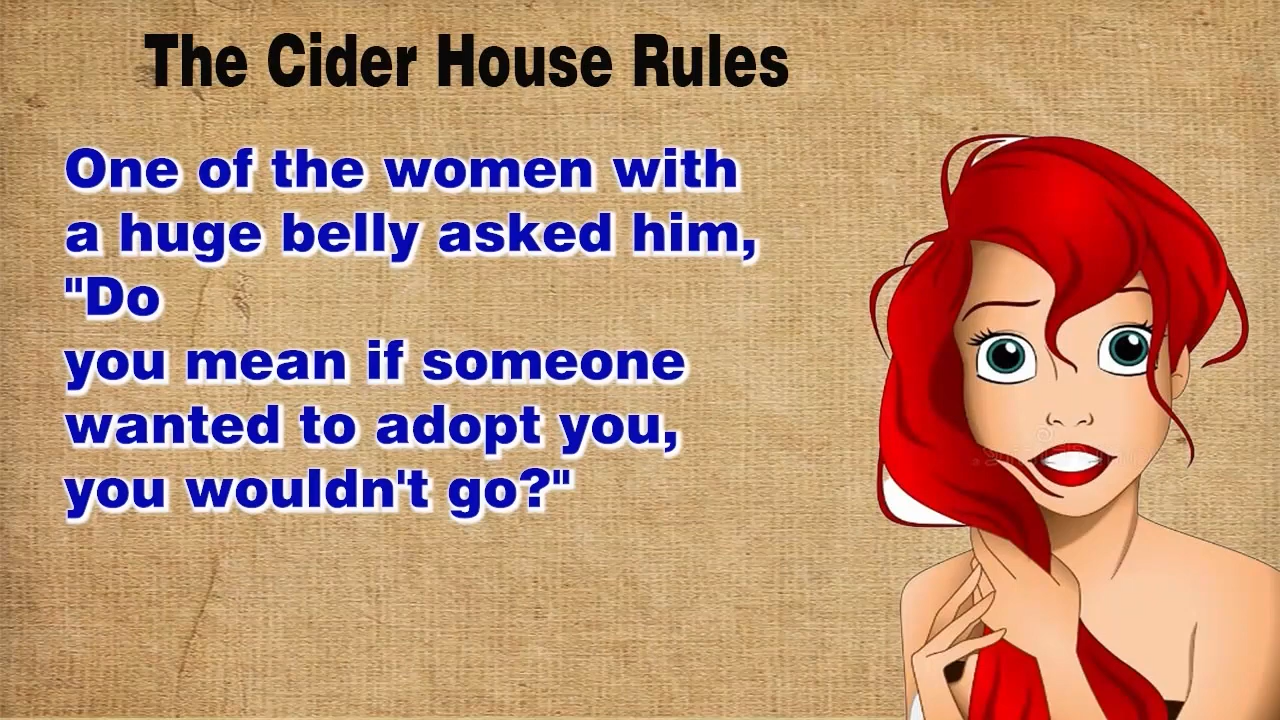 The Cider House Rules
One of the women with
a huge belly asked him,
"Do
you mean if someone
wanted to adopt you,
you wouldn't go?"